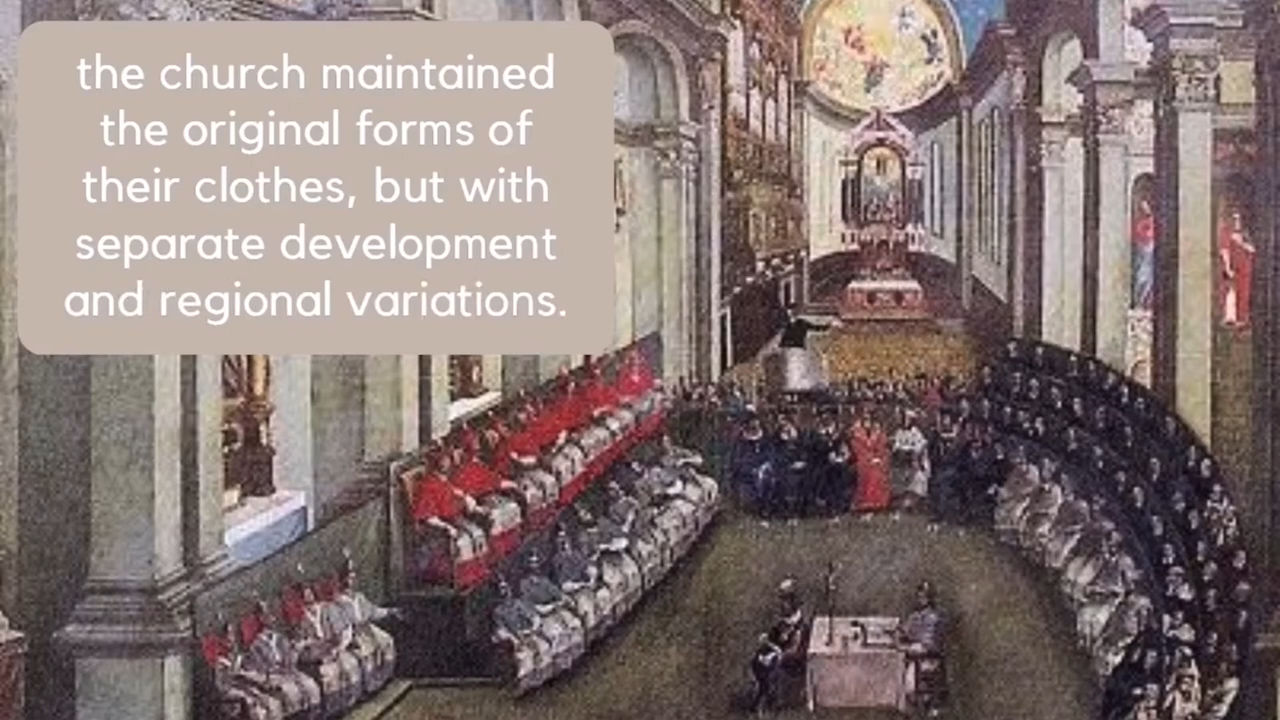 the church maintained
the original forms of
their clothes, but with
separate development
and regional variations.